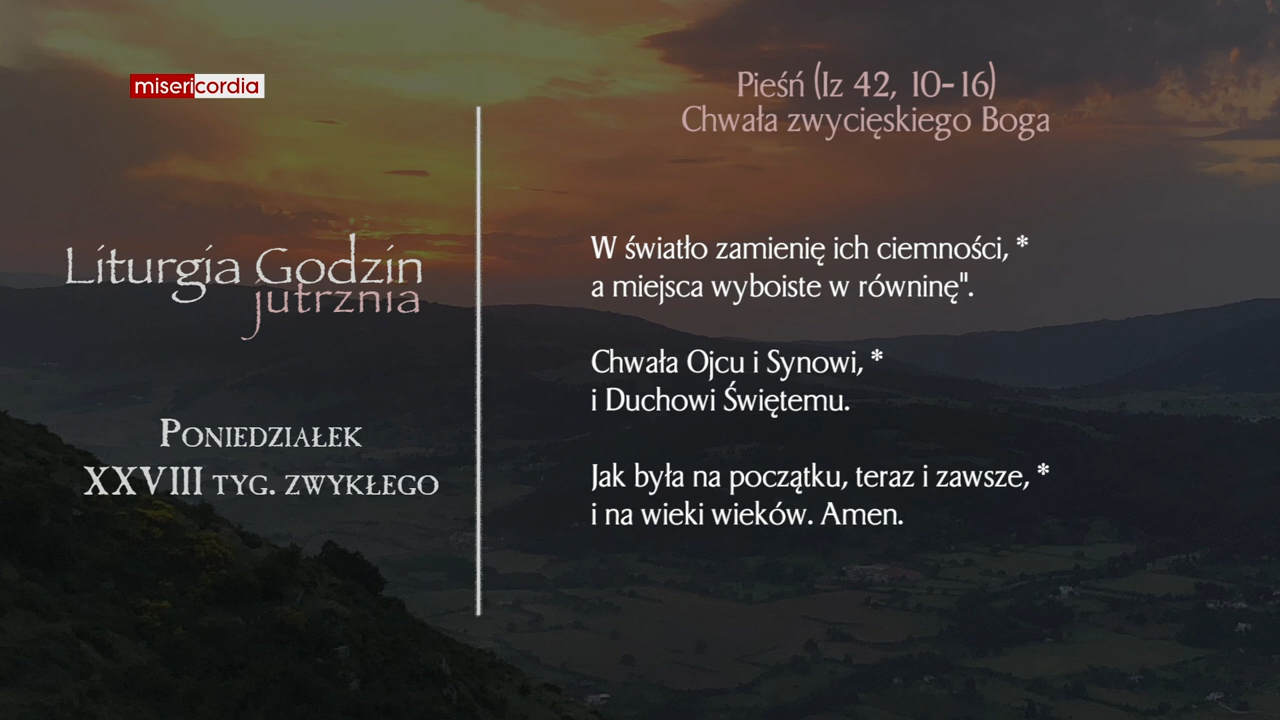 misericordia
Liturgia Godzin
jutrznia
Poniedziałek
XXVIII tyg. zwykłego
Pieśń (Iz 42, 10-16)
Chwała zwycięskiego Boga
W światło zamienię ich ciemności, *
a miejsca wyboiste w równinę".
Chwała Ojcu i Synowi, *
i Duchowi Świętemu.
Jak była na początku, teraz i zawsze, *
i na wieki wieków. Amen.